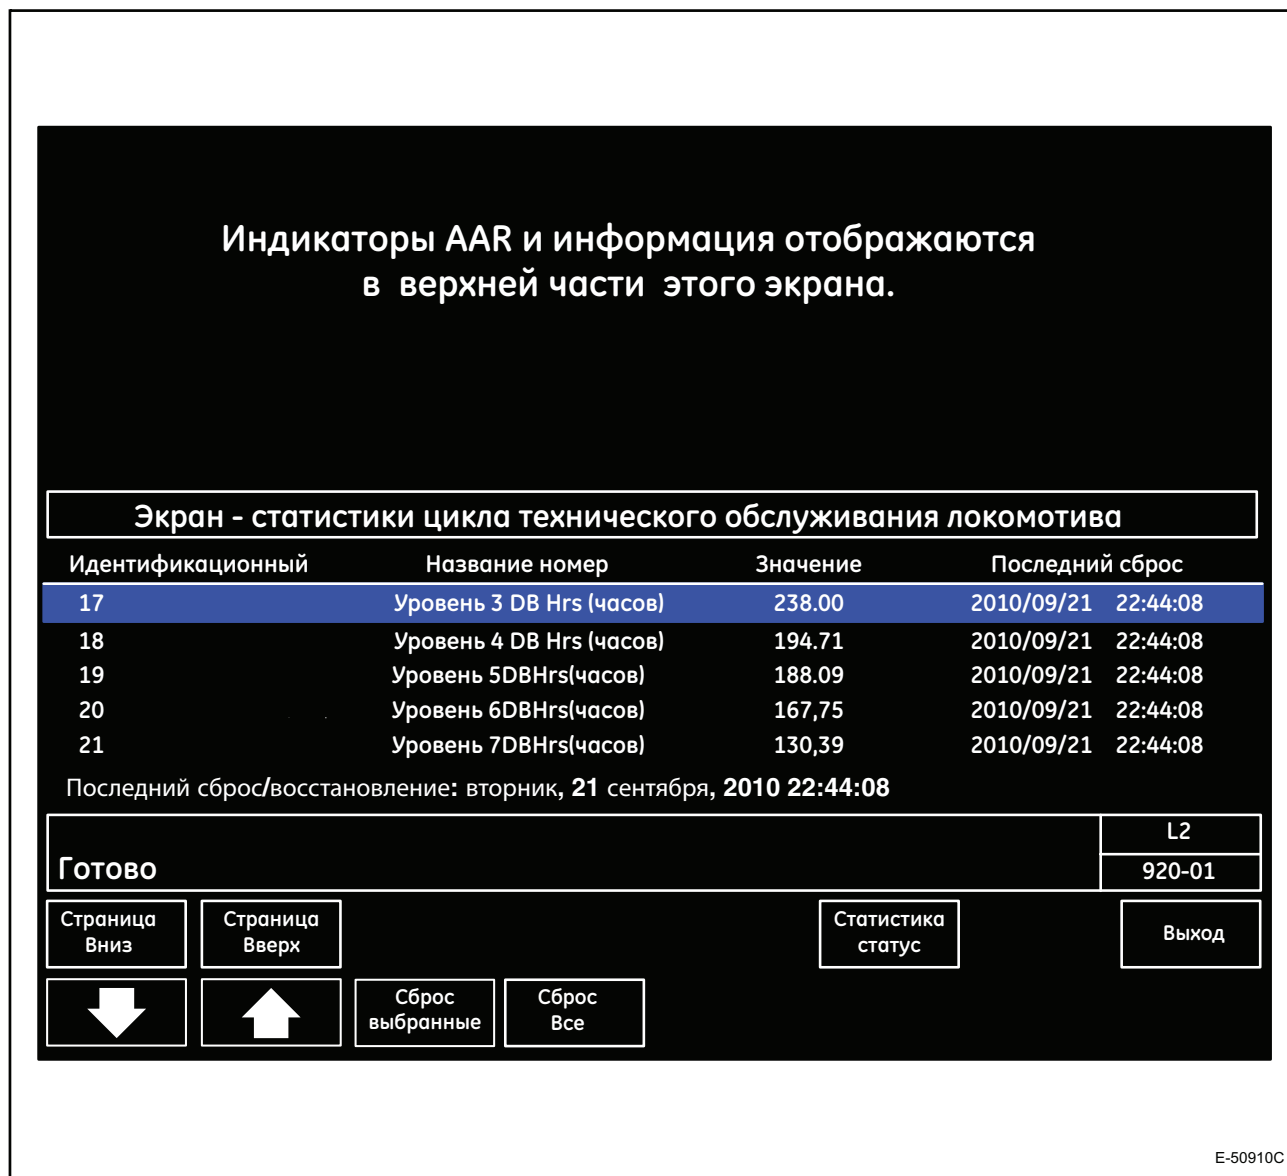 Индикаторы AAR и информация отображаются
в верхней части этого экрана.
Экран - статистики цикла технического обслуживания локомотива
Идентификационный Название номер Значение Последний сброс
17 Уровень 3 DB Hrs (часов) 238.00 2010/09/21 22:44:08
18 Уровень 4 DB Hrs (часов) 194.71 2010/09/21 22:44:08
19 Уровень 5DBHrs(часов) 188.09 2010/09/21 22:44:08
20 Уровень 6DBHrs(часов) 167,75 2010/09/21 22:44:08
21 Уровень 7DBHrs(часов) 130,39 2010/09/21 22:44:08
Последний сброс/восстановление: вторник, 21 сентября, 2010 22:44:08
L2
Готово
920-01
Страница
Вниз
Страница
Вверх
Статистика
статус
Выход
Сброс
выбранные
Сброс
Все
E-50910C